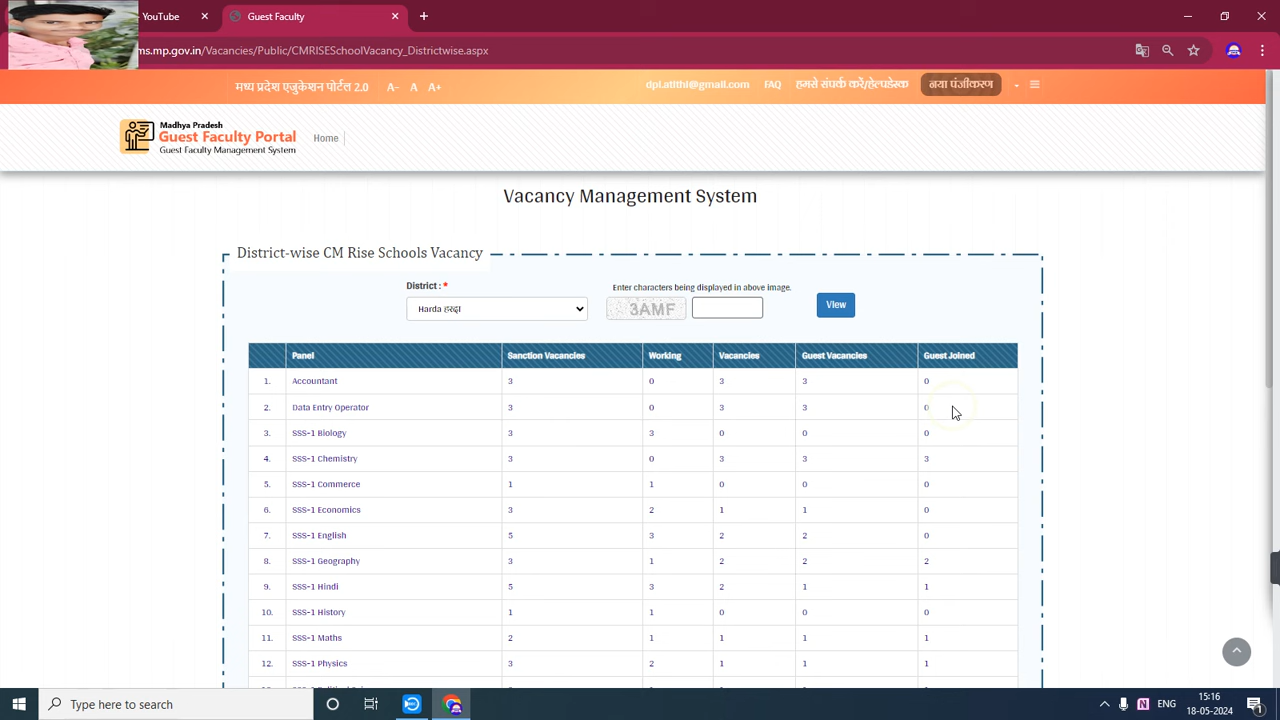 YouTube
Guest Faculty
ms.mp.gov.in/Vacancies/Public/CMRISESchoolVacancy_Districtwise.aspx
मध्य प्रदेश एजुकेशन पोर्टल 2.0 A- A A+ dpi.atithi@gmail.com FAQ हमसे संपर्क करें/हेल्पडेस्क नया पंजीकरण
Madhya Pradesh
Guest Faculty Portal
Guest Faculty Management System
Home
Vacancy Management System
District-wise CM Rise Schools Vacancy
District : * Enter characters being displayed in above image.
Harda हरदा 3AMF View
Panel Sanction Vacancies Working Vacancies Guest Vacancies Guest Joined
1. Accountant 3 0 3 3 0
2. Data Entry Operator 3 0 3 3 0
3. SSS-1 Biology 3 3 0 0 0
4. SSS-1 Chemistry 3 0 3 3 3
5. SSS-1 Commerce 1 1 0 0 0
6. SSS-1 Economics 3 2 1 1 0
7. SSS-1 English 5 3 2 2 0
8. SSS-1 Geography 3 1 2 2 2
9. SSS-1 Hindi 5 3 2 1 1
10. SSS-1 History 1 1 0 0 0
11. SSS-1 Maths 2 1 1 1 1
12. SSS-1 Physics 3 2 1 1 1
Type here to search
ENG
15:16
18-05-2024